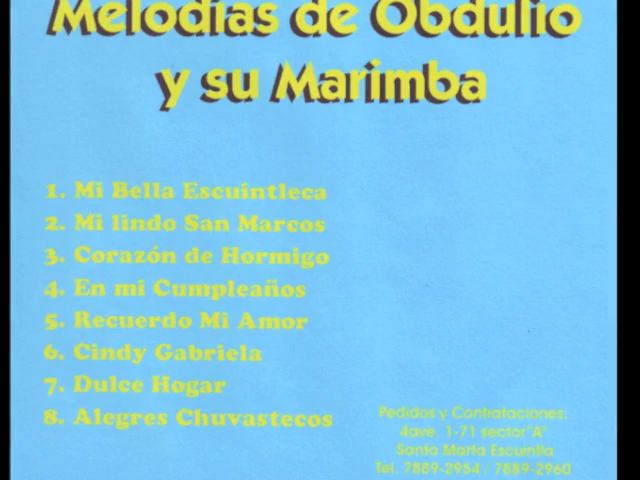 Melodías de Obdulio
y su Marimba
1. Mi Bella Escuíntleca
2. Mi lindo San Marcos
3. Corazón de Hormigo
4. En mi Cumpleaños
5. Recuerdo Mi Amor
6. Cindy Gabriela
7. Dulce Hogar
8. Alegres Chuvastecos
Pedidos y Contrataciones:
4ave. 1-71 sector"A"
Santa Marta Escuintla
Tel. 7889-2954 / 7889-2960